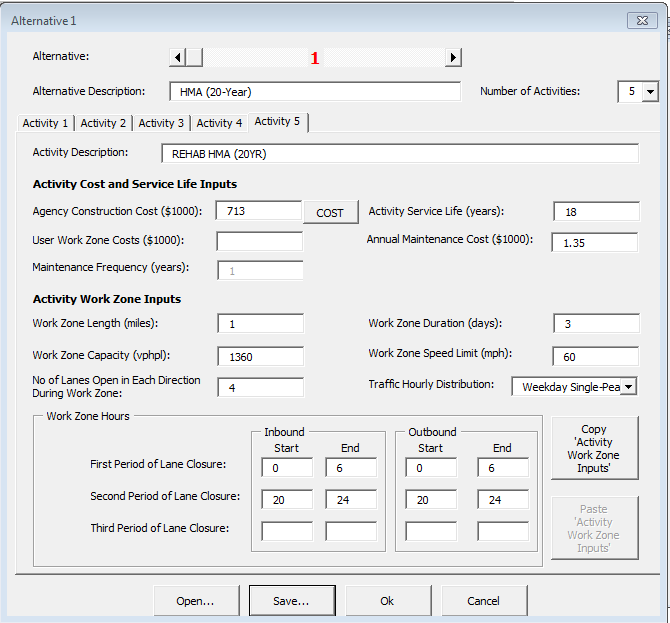 Alternative 1
Alternative: 1
Alternative Description: HMA (20-Year) Number of Activities: 5
Activity 1 Activity 2 Activity 3 Activity 4 Activity 5
Activity Description: REHAB HMA (20YR)
Activity Cost and Service Life Inputs
Agency Construction Cost ($1000): 713 COST Activity Service Life (years): 18
User Work Zone Costs ($1000): Annual Maintenance Cost ($1000): 1.35
Maintenance Frequency (years): 1
Activity Work Zone Inputs
Work Zone Length (miles): 1 Work Zone Duration (days): 3
Work Zone Capacity (vphpl): 1360 Work Zone Speed Limit (mph): 60
No of Lanes Open in Each Direction
During Work Zone: 4 Traffic Hourly Distribution: Weekday Single-Pea
Work Zone Hours
Inbound Outbound
Start End Start End
First Period of Lane Closure: 0 6 0 6
Second Period of Lane Closure: 20 24 20 24
Third Period of Lane Closure:
Copy
'Activity
Work Zone
Inputs'
Paste
'Activity
Work Zone
Inputs'
Open... Save... Ok Cancel